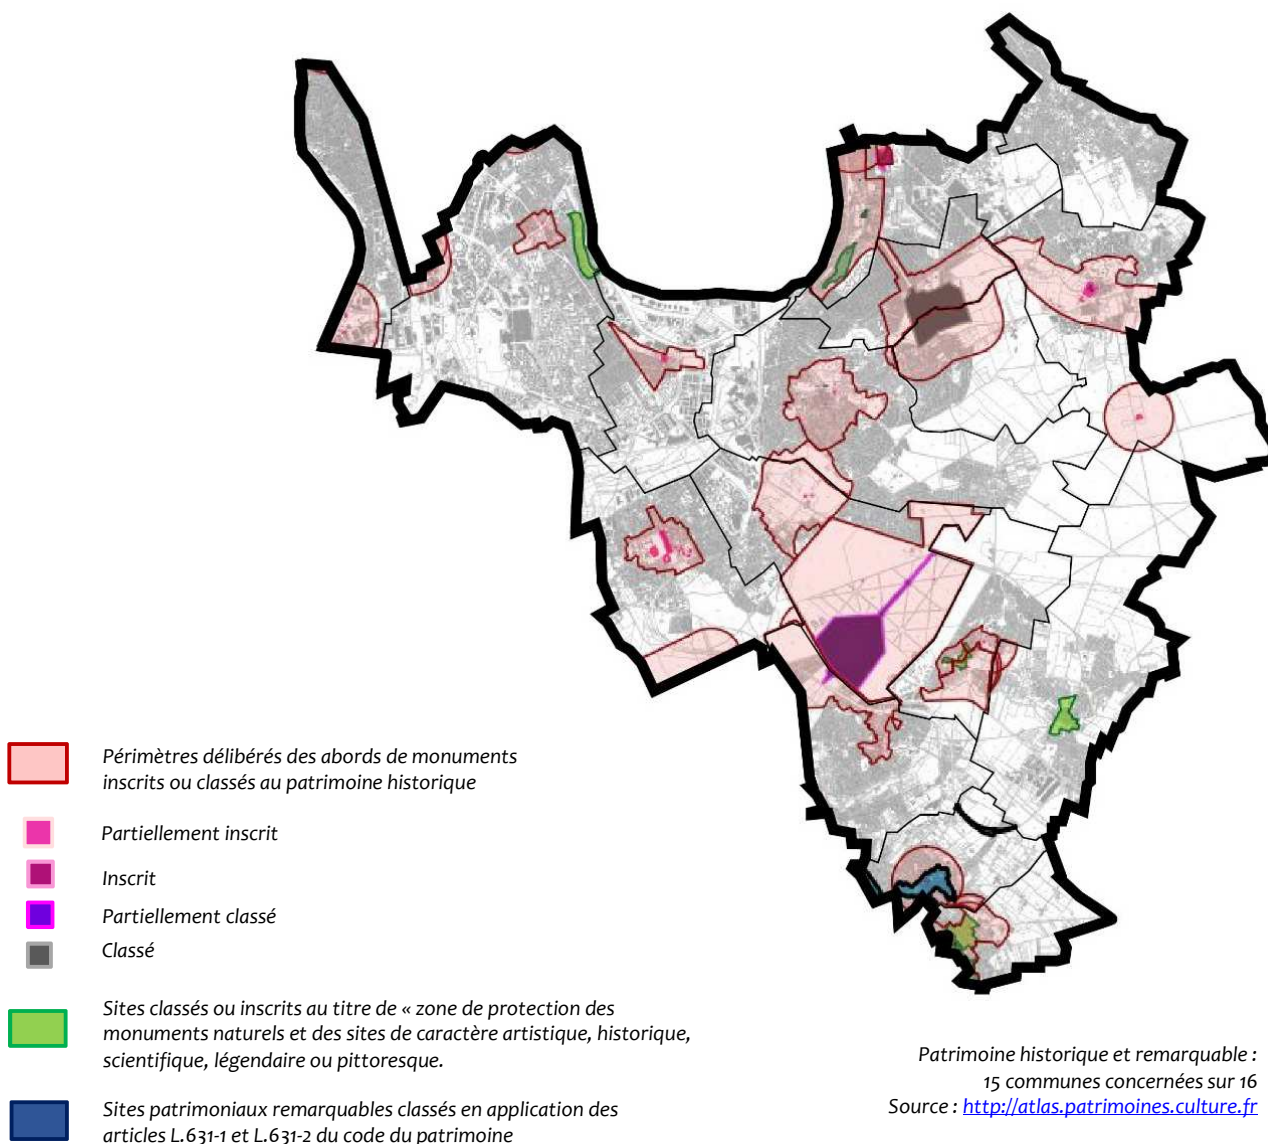 Périmètres délibérés des abords de monuments
inscrits ou classés au patrimoine historique
Partiellement inscrit
Inscrit
Partiellement classé
Classé
Sites classés ou inscrits au titre de « zone de protection des
monuments naturels et des sites de caractère artistique, historique,
scientifique, légendaire ou pittoresque.
Sites patrimoniaux remarquables classés en application des
articles L.631-1 et L.631-2 du code du patrimoine
Patrimoine historique et remarquable :
15 communes concernées sur 16
Source : http://atlas.patrimoines.culture.fr